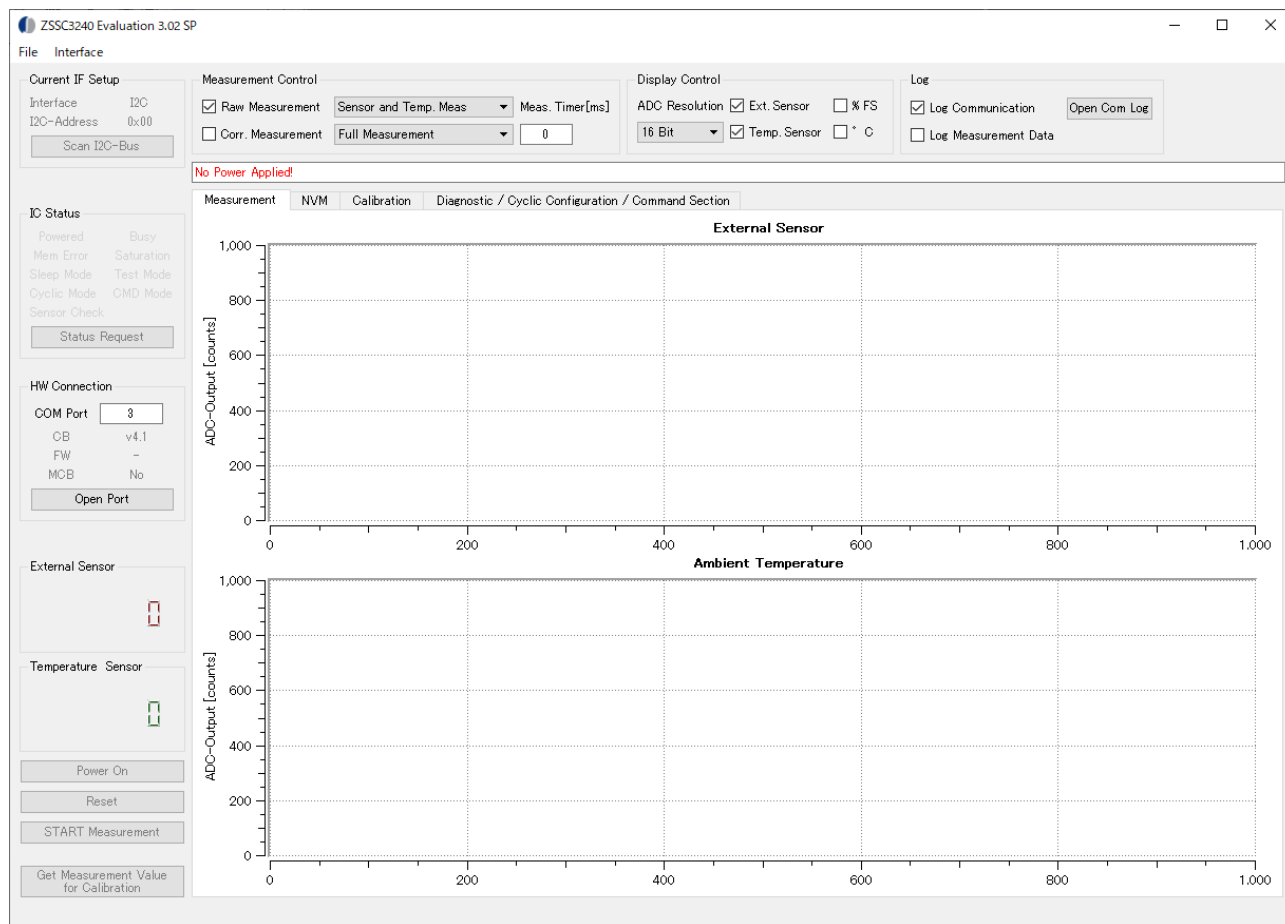 ZSSC3240 Evaluation 3.02 SP
File Interface
Current IF Setup
Interface I2C
I2C-Address 0x00
Scan I2C-Bus
Measurement Control
Raw Measurement Sensor and Temp. Meas Meas. Timer[ms]
Corr. Measurement Full Measurement 0
Display Control
ADC Resolution Ext. Sensor % FS
16 Bit Temp. Sensor ° C
Log
Log Communication Open Com Log
Log Measurement Data
No Power Applied!
Measurement NVM Calibration Diagnostic / Cyclic Configuration / Command Section
IC Status
Powered Busy
Mem Error Saturation
Sleep Mode Test Mode
Cyclic Mode CMD Mode
Sensor Check
Status Request
HW Connection
COM Port 3
CB v4.1
FW -
MCB No
Open Port
External Sensor
0
Temperature Sensor
0
Power On
Reset
START Measurement
Get Measurement Value
for Calibration
External Sensor
ADC-Output [counts]
1,000
800
600
400
200
0
0 200 400 600 800 1.000
Ambient Temperature
ADC-Output [counts]
1,000
800
600
400
200
0
0 200 400 600 800 1.000